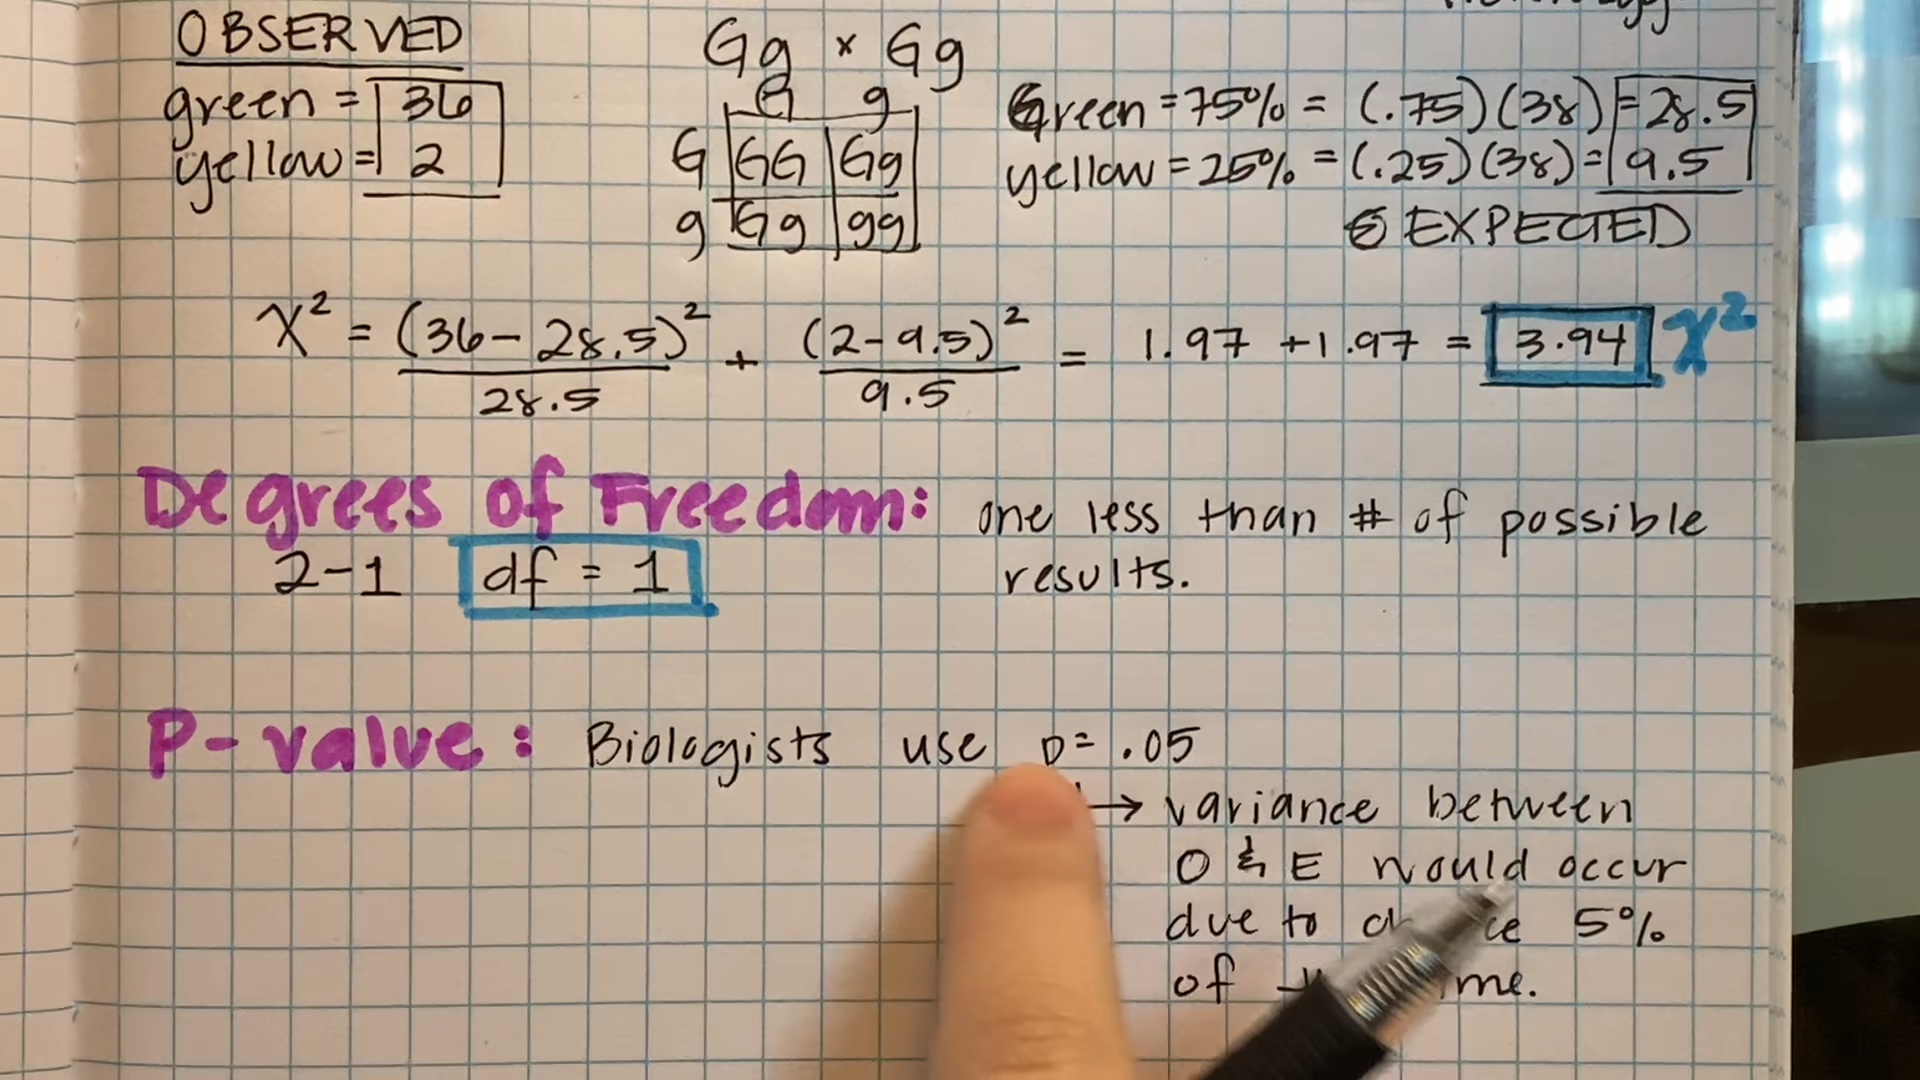 OBSERVED
green = 36
yellow = 2
Gg × Gg
G g
G GG Gg
g Gg gg
Green = 75% = (.75)(38) = 28.5
yellow = 25% = (.25)(38) = 9.5
EXPECTED
χ² = (36 - 28.5)² / 28.5 + (2 - 9.5)² / 9.5 = 1.97 + 1.97 = 3.94 χ²
Degrees of Freedom: one less than # of possible
results.
2-1 df = 1
P-value: Biologists use p = .05
→ variance between
O & E would occur
due to 5%
of